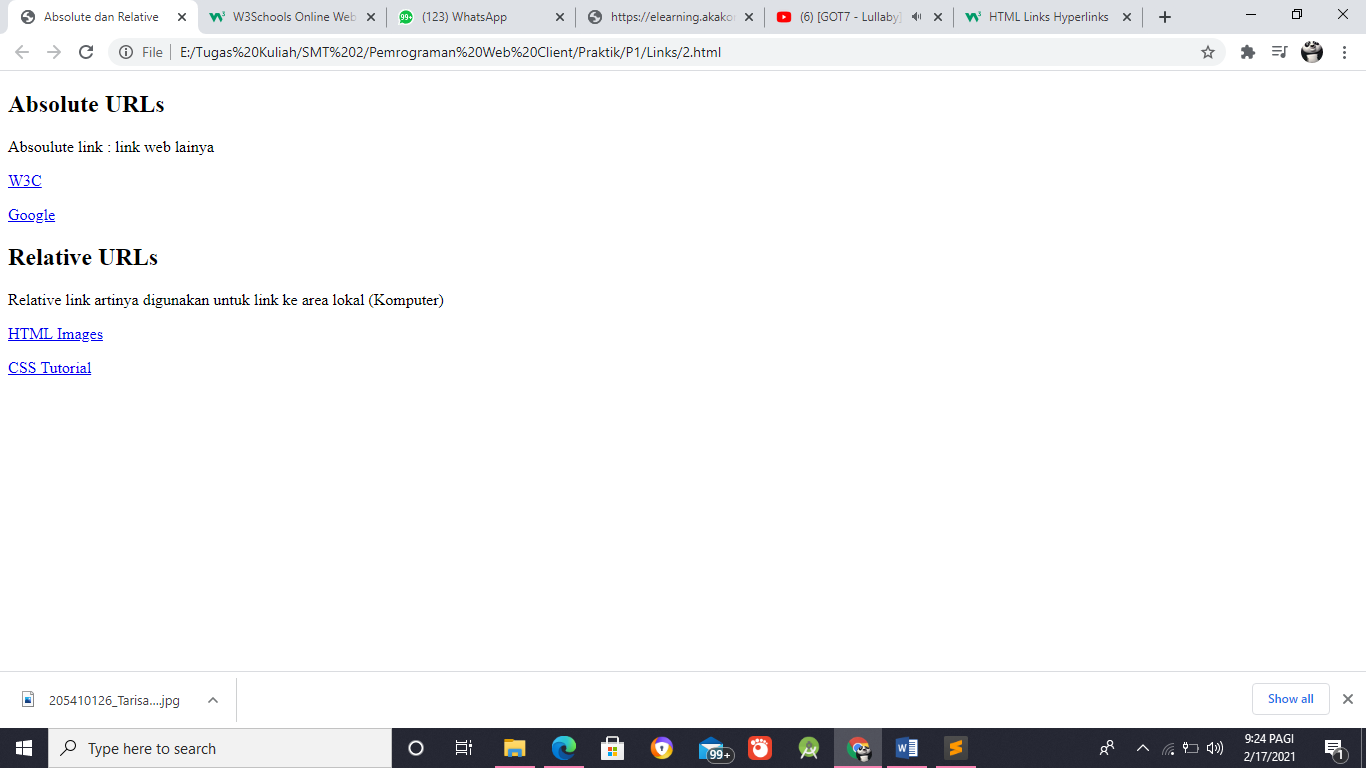 Absolute dan Relative
W3Schools Online Web
(123) WhatsApp
https://elearning.akako
(6) [GOT7 - Lullaby]
HTML Links Hyperlinks
File
E:/Tugas%20Kuliah/SMT%202/Pemrograman%20Web%20Client/Praktik/P1/Links/2.html
Absolute URLs
Absoulute link : link web lainya
W3C
Google
Relative URLs
Relative link artinya digunakan untuk link ke area lokal (Komputer)
HTML Images
CSS Tutorial
205410126_Tarisa....jpg
Show all
Type here to search
99+
9:24 PAGI
2/17/2021
1